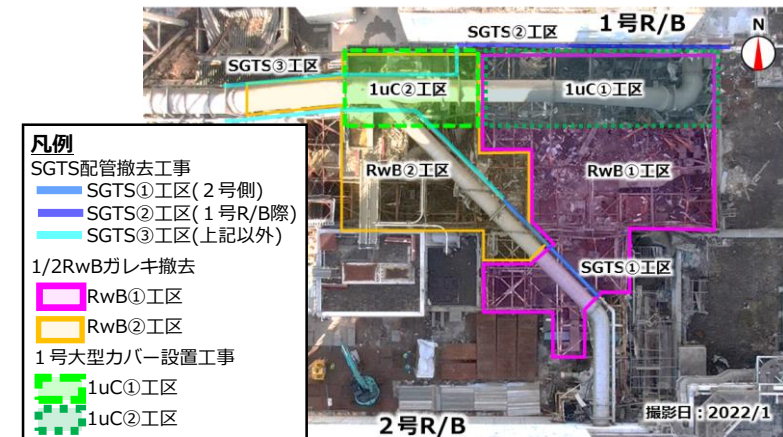 SGTS②工区
1号R/B
N
SGTS③工区
1uC②工区
1uC①工区
RwB②工区
RwB①工区
SGTS①工区
凡例
SGTS配管撤去工事
SGTS①工区(２号側)
SGTS②工区(１号R/B際)
SGTS③工区(上記以外)
1/2RwBガレキ撤去
RwB①工区
RwB②工区
１号大型カバー設置工事
1uC①工区
1uC②工区
2号R/B
撮影日：2022/1